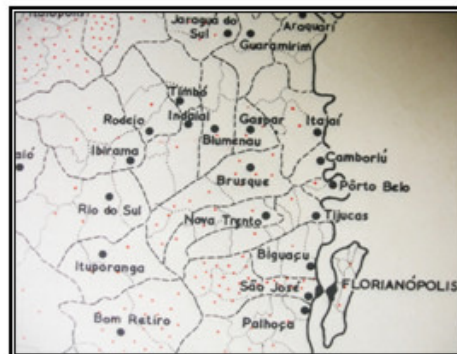 Araquari
Jaraguá do
Sul
Guaramirim
Timbó
Rodeio
Indaial
Gaspar
Itajaí
Blumenau
Ibirama
Camboriú
Brusque
Pôrto Belo
Rio do Sul
Nova Trento
Tijucas
Biguaçu
Ituporanga
FLORIANÓPOLIS
São José
Bom Retiro
Palhoça